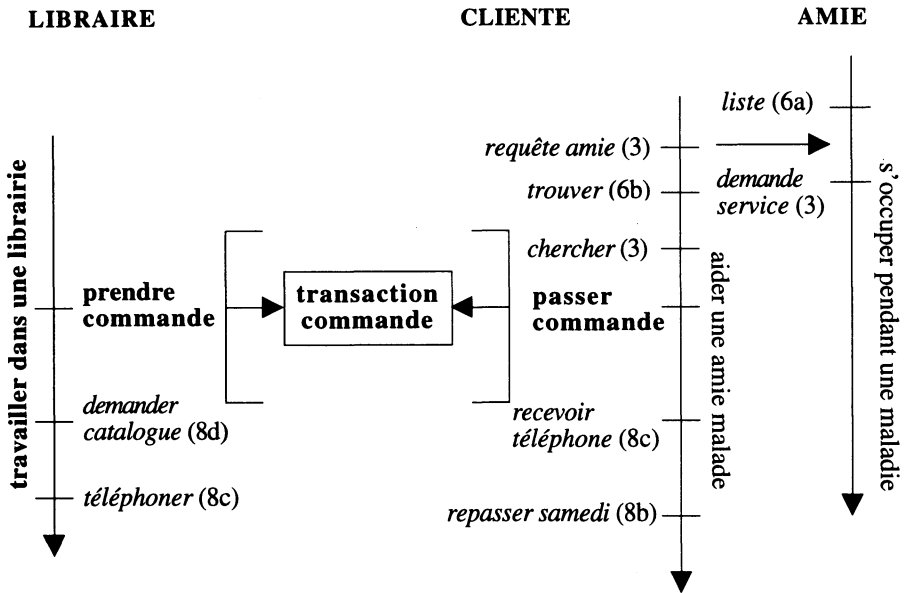 LIBRAIRE
CLIENTE
AMIE
travailler dans une librairie
prendre
commande
demander
catalogue (8d)
téléphoner (8c)
transaction
commande
requête amie (3)
trouver (6b)
chercher (3)
passer
commande
recevoir
téléphone (8c)
repasser samedi (8b)
aider une amie malade
liste (6a)
demande
service (3)
s'occuper pendant une maladie